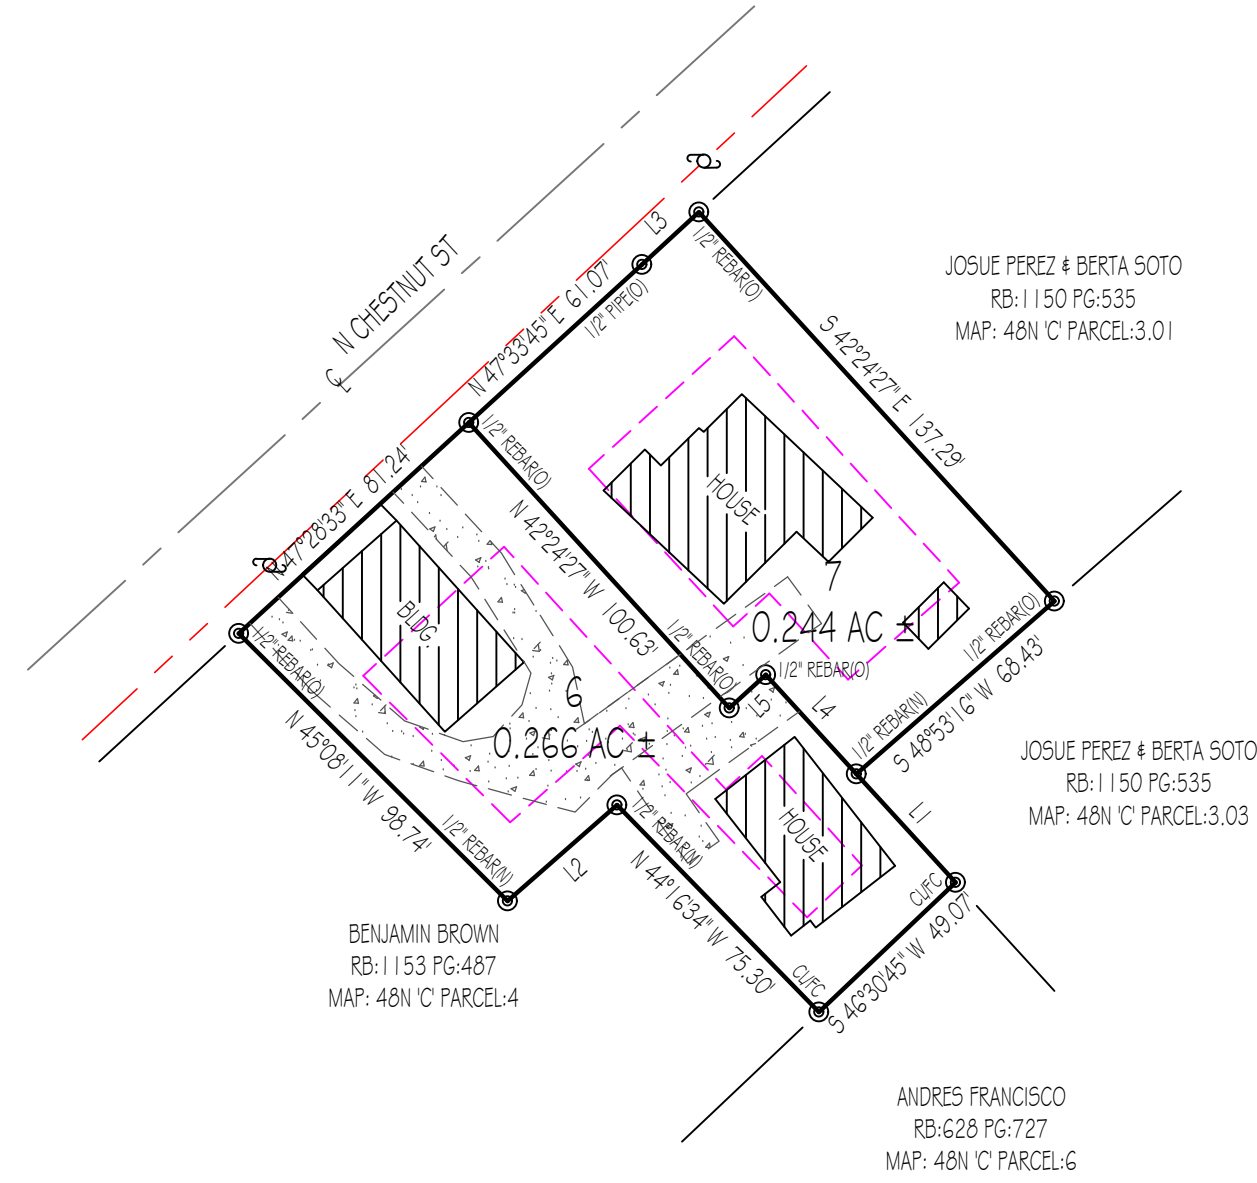 L3
N CHESTNUT ST
1/2" REBAR(O)
N 47°33'45" E 61.07'
1/2" PIPE(O)
JOSUE PEREZ & BERTA SOTO
RB:1150 PG:535
MAP: 48N 'C' PARCEL:3.01
S 42°24'27" E 137.29'
℄
1/2" REBAR(O)
N 47°28'33" E 81.24'
HOUSE
N 42°24'27" W 100.63'
7
0.244 AC ±
BLDG.
1/2" REBAR(O)
1/2" REBAR(O)
1/2" REBAR(O)
1/2" REBAR(O)
S 48°53'16" W 68.43'
6
0.266 AC ±
L5
L4
1/2" REBAR(N)
N 45°08'11" W 98.74'
1/2" REBAR(N)
1/2" REBAR(N)
HOUSE
L1
JOSUE PEREZ & BERTA SOTO
RB:1150 PG:535
MAP: 48N 'C' PARCEL:3.03
L2
N 44°16'34" W 75.30'
CL/FC
S 46°30'45" W 49.07'
CL/FC
BENJAMIN BROWN
RB:1153 PG:487
MAP: 48N 'C' PARCEL:4
ANDRES FRANCISCO
RB:628 PG:727
MAP: 48N 'C' PARCEL:6